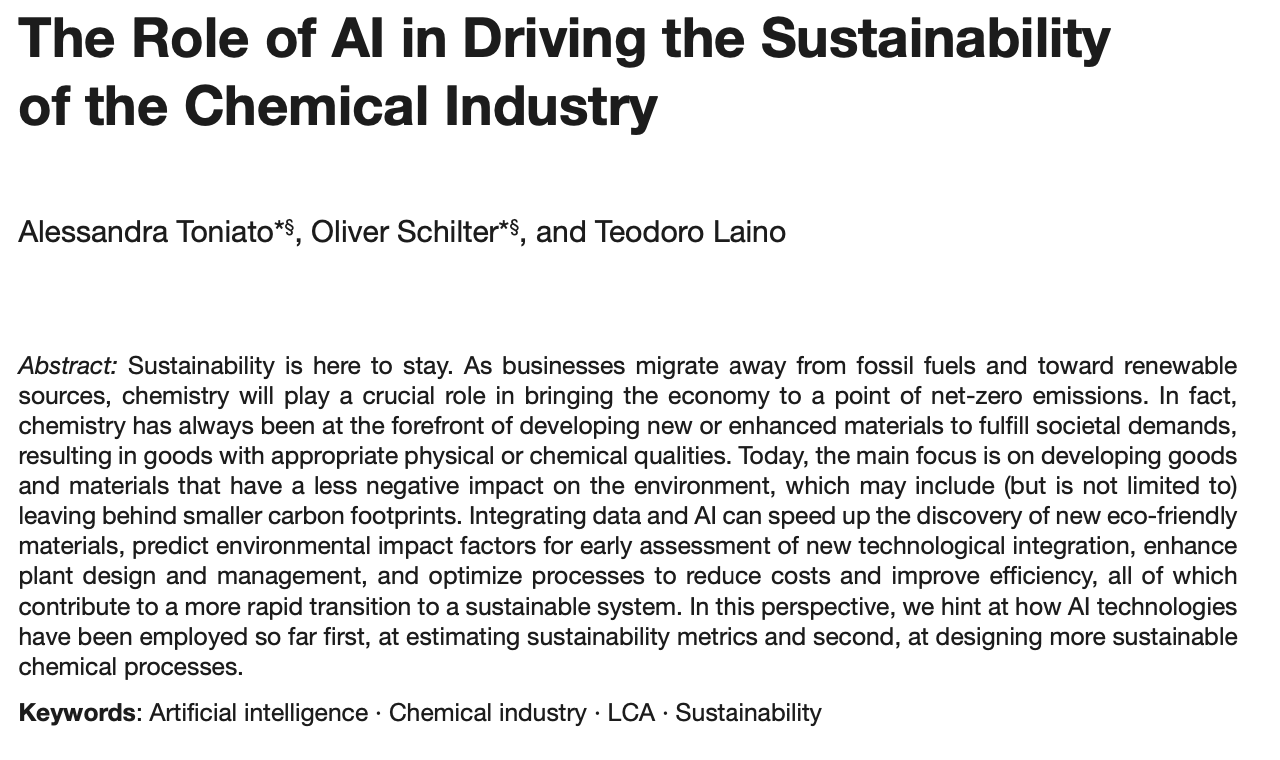 The Role of AI in Driving the Sustainability
of the Chemical Industry
Alessandra Toniato*§, Oliver Schilter*§, and Teodoro Laino
Abstract: Sustainability is here to stay. As businesses migrate away from fossil fuels and toward renewable
sources, chemistry will play a crucial role in bringing the economy to a point of net-zero emissions. In fact,
chemistry has always been at the forefront of developing new or enhanced materials to fulfill societal demands,
resulting in goods with appropriate physical or chemical qualities. Today, the main focus is on developing goods
and materials that have a less negative impact on the environment, which may include (but is not limited to)
leaving behind smaller carbon footprints. Integrating data and AI can speed up the discovery of new eco-friendly
materials, predict environmental impact factors for early assessment of new technological integration, enhance
plant design and management, and optimize processes to reduce costs and improve efficiency, all of which
contribute to a more rapid transition to a sustainable system. In this perspective, we hint at how AI technologies
have been employed so far first, at estimating sustainability metrics and second, at designing more sustainable
chemical processes.
Keywords: Artificial intelligence · Chemical industry · LCA · Sustainability